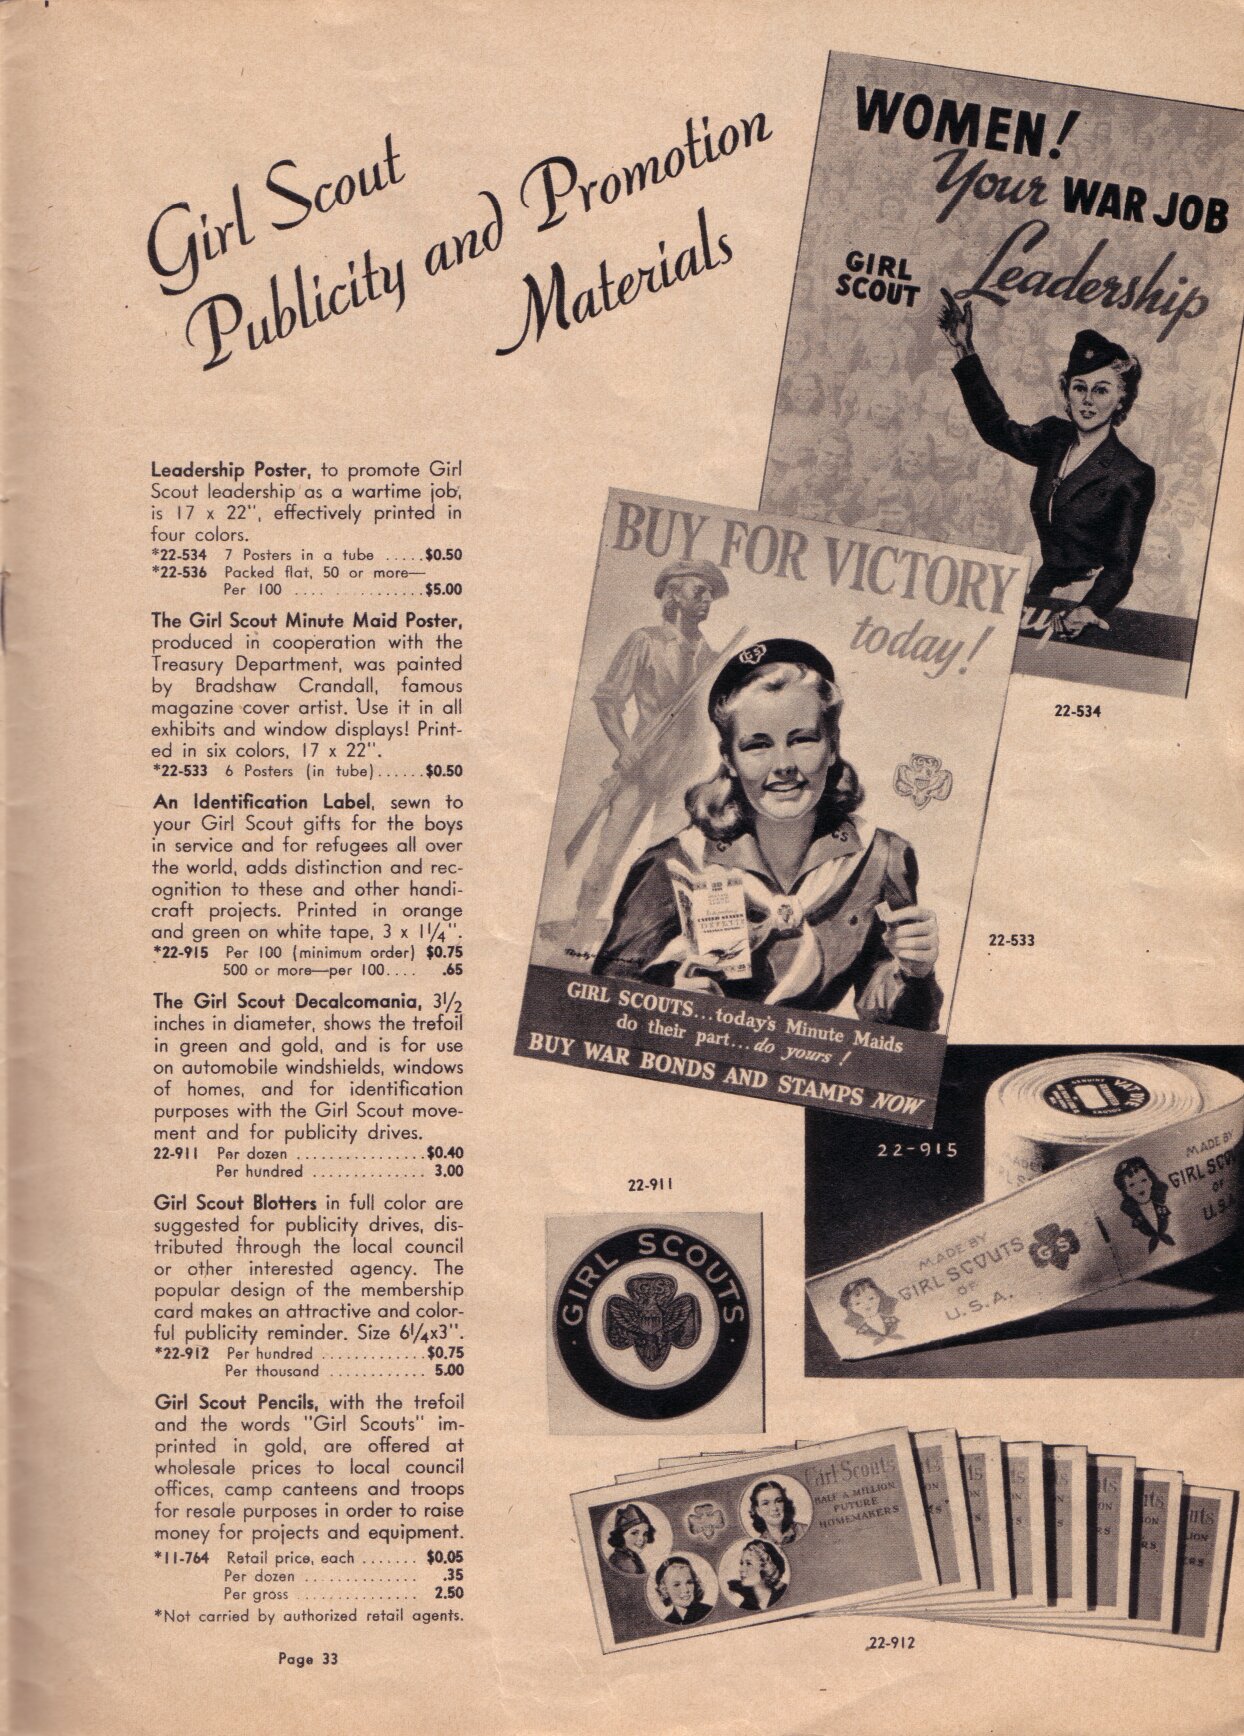 Girl Scout
Publicity and Promotion
Materials
WOMEN!
Your WAR JOB
GIRL
SCOUT
Leadership
22-534
BUY FOR VICTORY
today!
GS
GS
22-533
GIRL SCOUTS...today's Minute Maids
do their part...do yours!
BUY WAR BONDS AND STAMPS NOW
Leadership Poster, to promote Girl
Scout leadership as a wartime job,
is 17 x 22", effectively printed in
four colors.
*22-534 7 Posters in a tube .....$0.50
*22-536 Packed flat, 50 or more—
Per 100 .... .............$5.00
The Girl Scout Minute Maid Poster,
produced in cooperation with the
Treasury Department, was painted
by Bradshaw Crandall, famous
magazine cover artist. Use it in all
exhibits and window displays! Print-
ed in six colors, 17 x 22".
*22-533 6 Posters (in tube)......$0.50
An Identification Label, sewn to
your Girl Scout gifts for the boys
in service and for refugees all over
the world, adds distinction and rec-
ognition to these and other handi-
craft projects. Printed in orange
and green on white tape, 3 x 1 1/4".
*22-915 Per 100 (minimum order) $0.75
500 or more—per 100.... .65
The Girl Scout Decalcomania, 3 1/2
inches in diameter, shows the trefoil
in green and gold, and is for use
on automobile windshields, windows
of homes, and for identification
purposes with the Girl Scout move-
ment and for publicity drives.
22-911 Per dozen ................$0.40
Per hundred .............. 3.00
Girl Scout Blotters in full color are
suggested for publicity drives, dis-
tributed through the local council
or other interested agency. The
popular design of the membership
card makes an attractive and color-
ful publicity reminder. Size 6 1/4x3".
*22-912 Per hundred .............$0.75
Per thousand ............ 5.00
Girl Scout Pencils, with the trefoil
and the words "Girl Scouts" im-
printed in gold, are offered at
wholesale prices to local council
offices, camp canteens and troops
for resale purposes in order to raise
money for projects and equipment.
*11-764 Retail price, each ....... $0.05
Per dozen .............. .35
Per gross ............... 2.50
*Not carried by authorized retail agents.
Page 33
22-915
MADE BY
GIRL SCOUTS
OF
U.S.A.
GS
MADE BY
GIRL SCOU
OF
U.S.A
22-911
GIRL SCOUTS
GS
Girl Scouts
HALF A MILLION
FUTURE
HOMEMAKERS
22-912